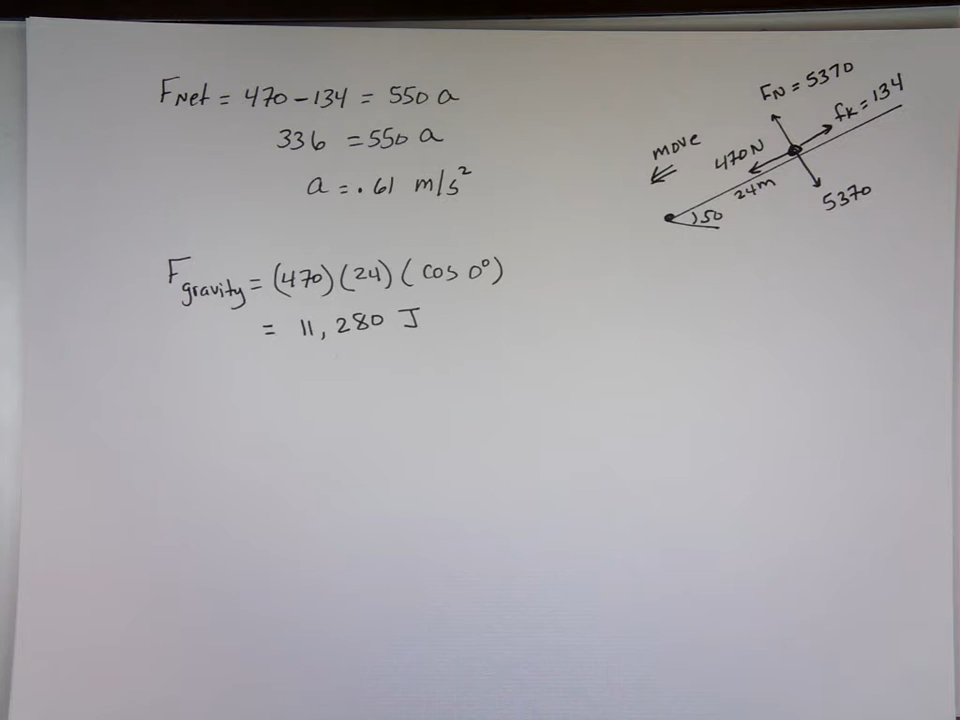 FNet = 470 - 134 = 550 a
336 = 550 a
a = .61 m/s²
Fgravity = (470)(24)(cos 0°)
= 11,280 J
FN = 5370
fK = 134
move
470N
24m
5370